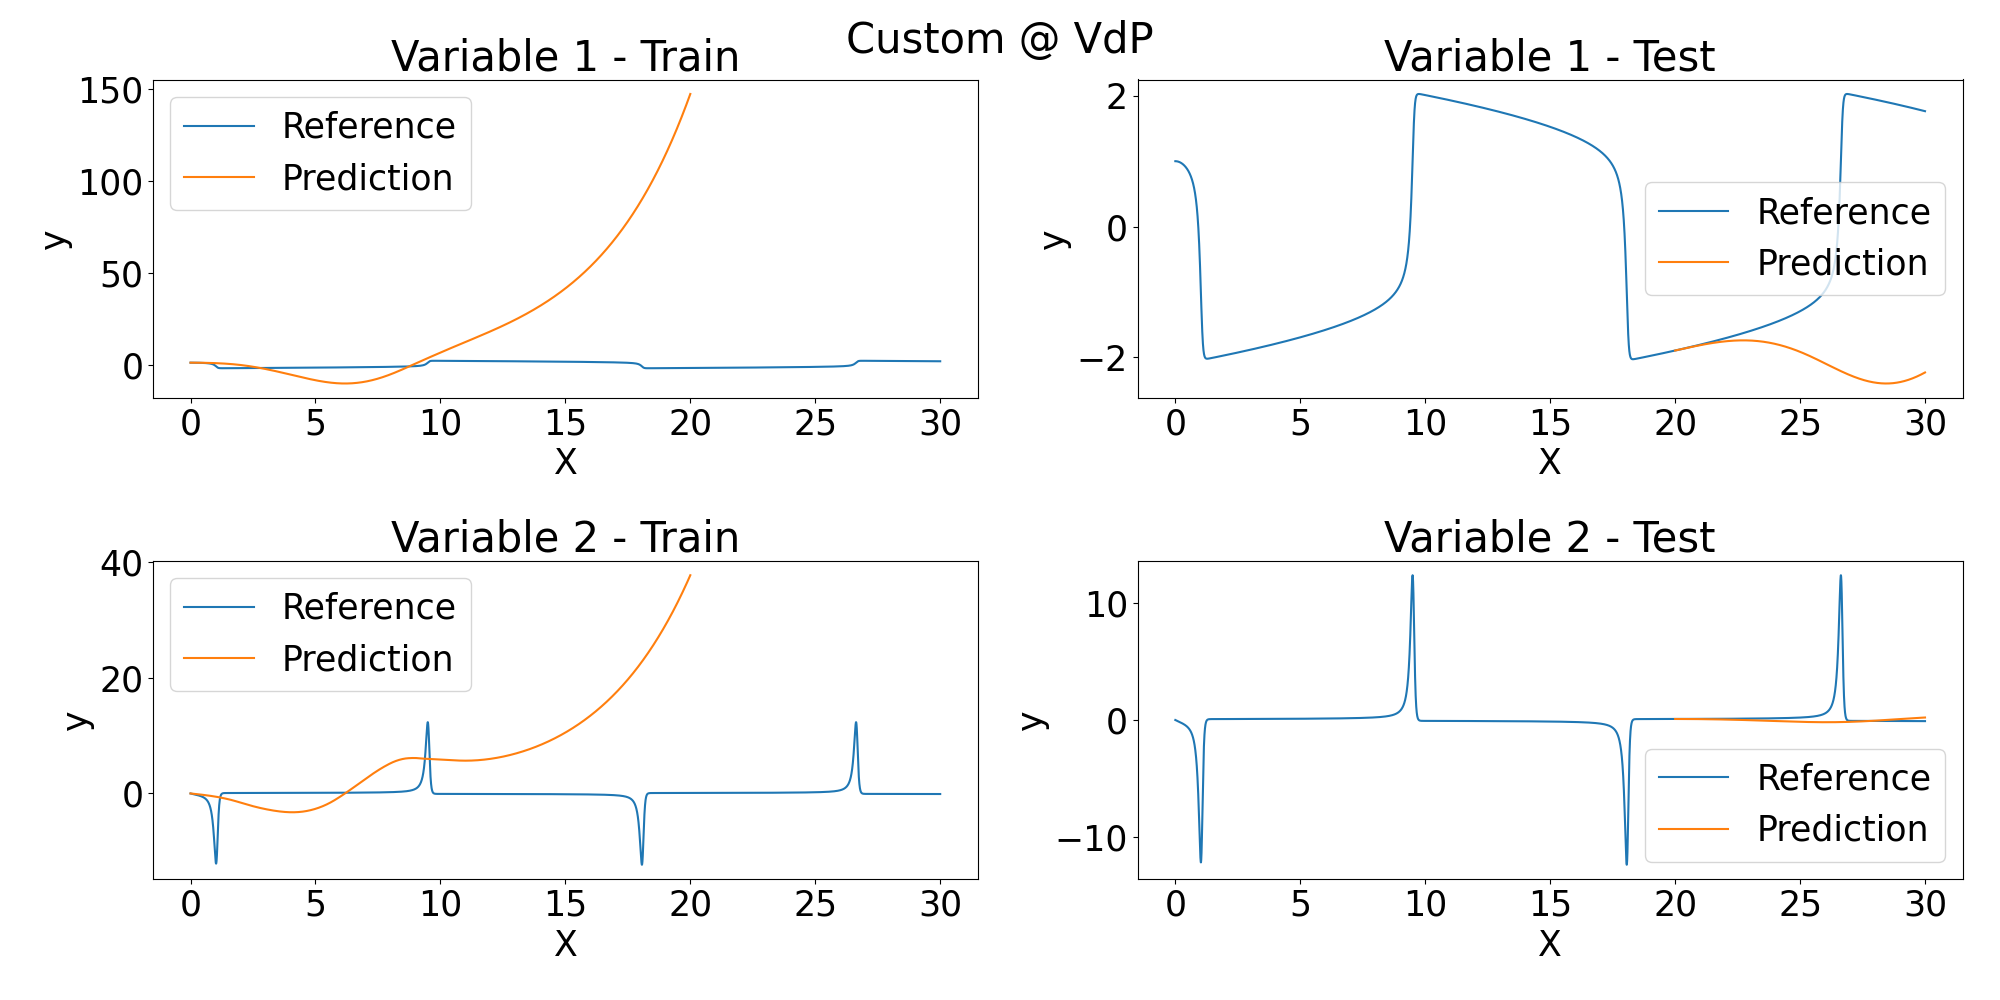 Custom @ VdP
Variable 1 - Train
150
100
50
0
y
Reference
Prediction
0 5 10 15 20 25 30
X
Variable 1 - Test
2
0
−2
y
Reference
Prediction
0 5 10 15 20 25 30
X
Variable 2 - Train
40
20
0
y
Reference
Prediction
0 5 10 15 20 25 30
X
Variable 2 - Test
10
0
−10
y
Reference
Prediction
0 5 10 15 20 25 30
X